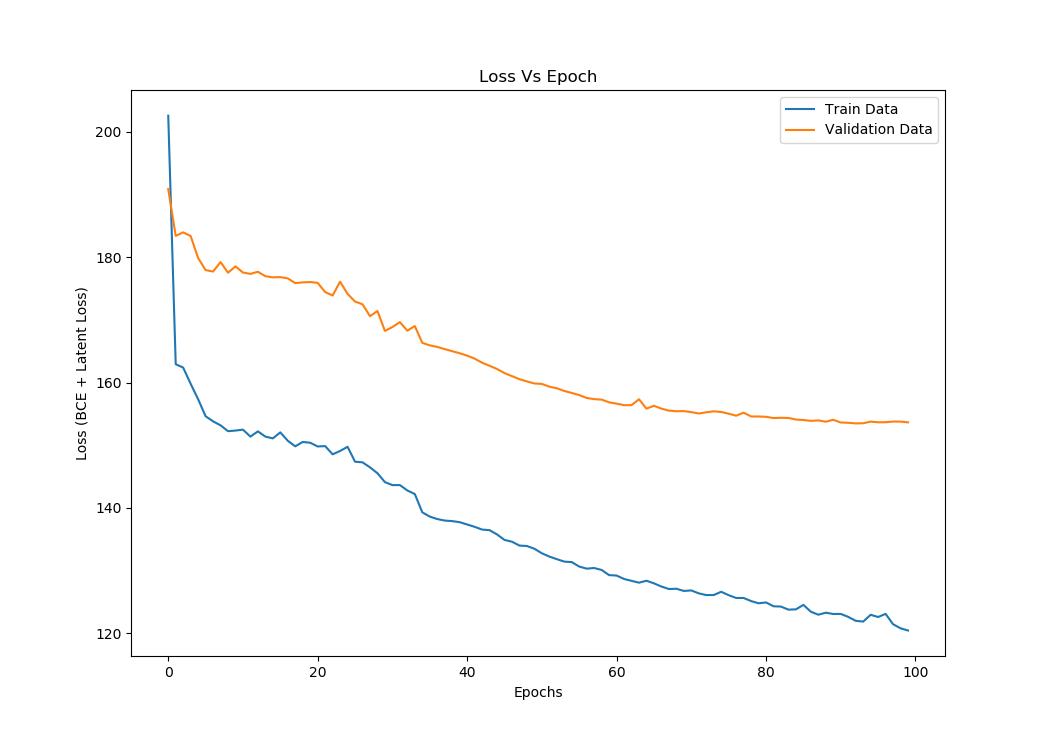 Loss Vs Epoch
Train Data
Validation Data
200
180
160
140
120
Loss (BCE + Latent Loss)
0 20 40 60 80 100
Epochs